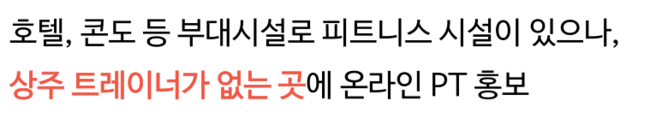 호텔, 콘도 등 부대시설로 피트니스 시설이 있으나,
상주 트레이너가 없는 곳에 온라인 PT 홍보